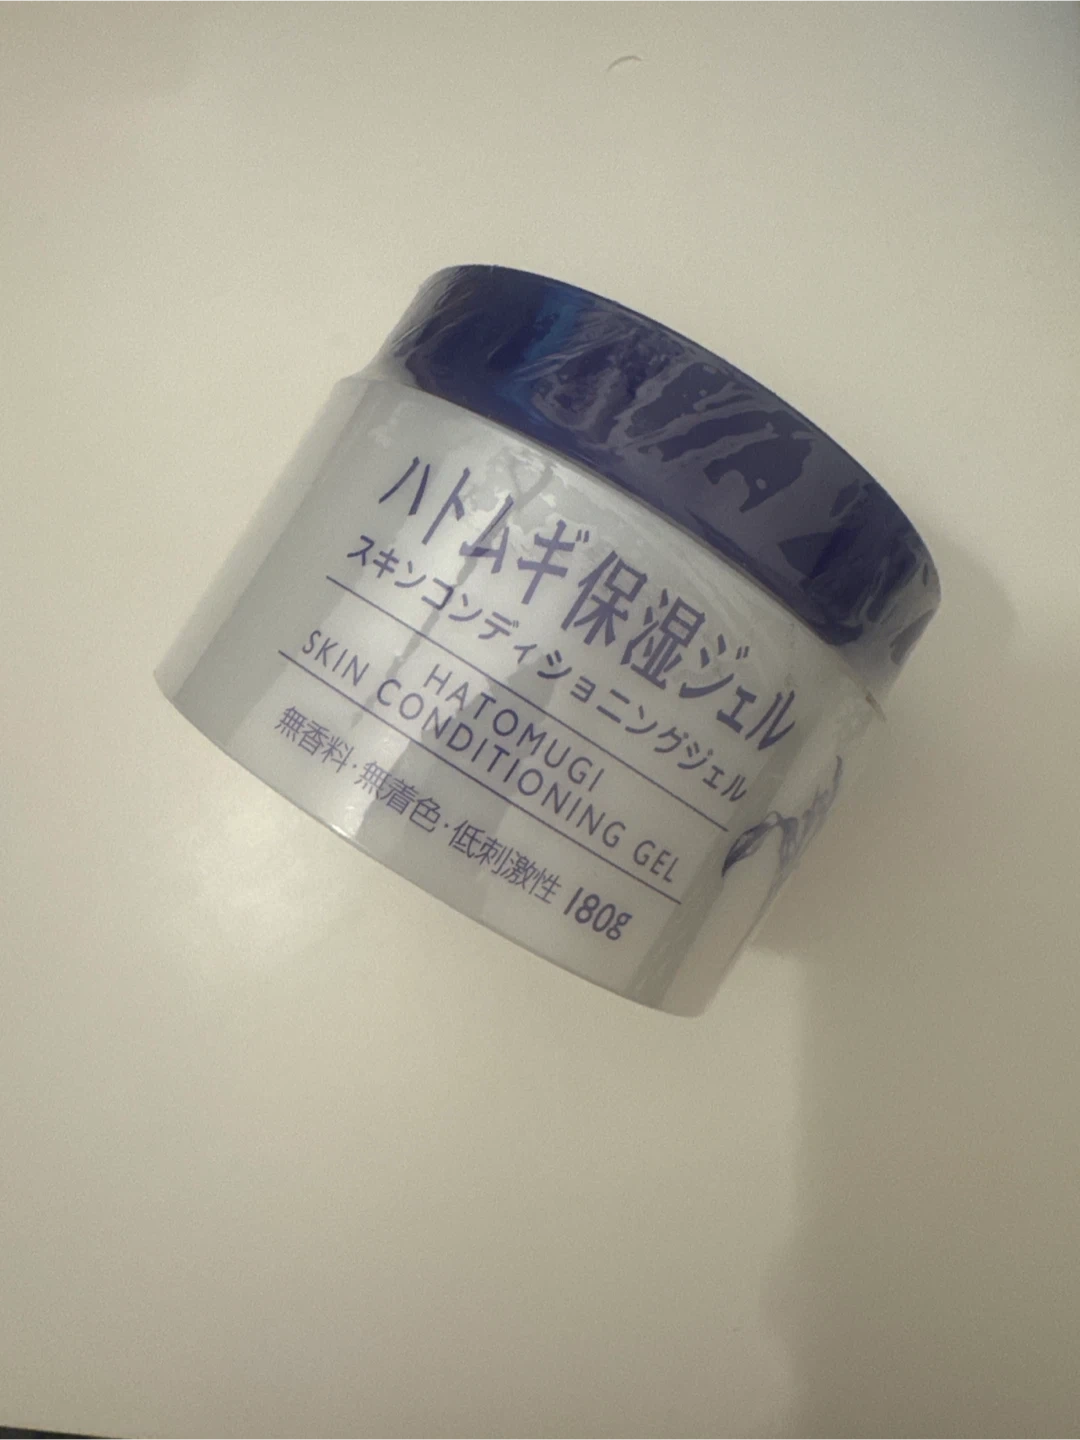 ハトムギ保湿ジェル
スキンコンディショニングジェル
HATOMUGI
SKIN CONDITIONING GEL
無香料・無着色・低刺激性 180g